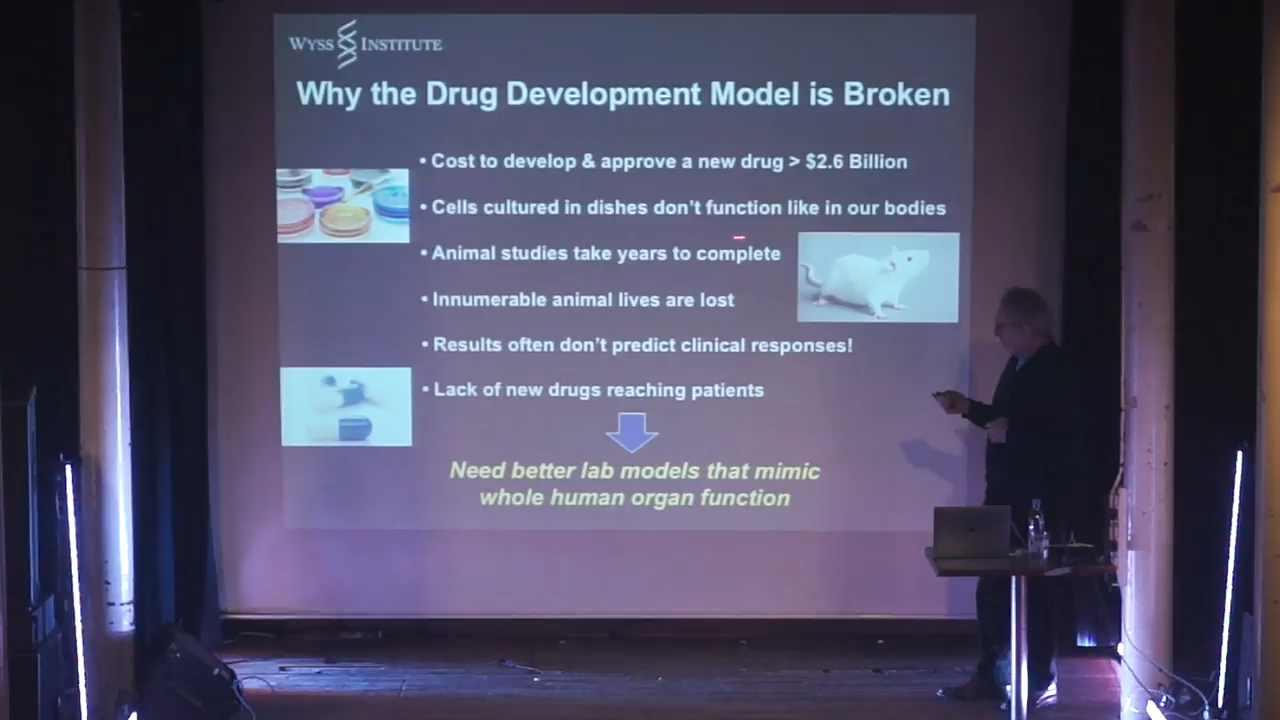 WYSS INSTITUTE
Why the Drug Development Model is Broken
• Cost to develop & approve a new drug > $2.6 Billion
• Cells cultured in dishes don't function like in our bodies
• Animal studies take years to complete
• Innumerable animal lives are lost
• Results often don't predict clinical responses!
• Lack of new drugs reaching patients
Need better lab models that mimic
whole human organ function